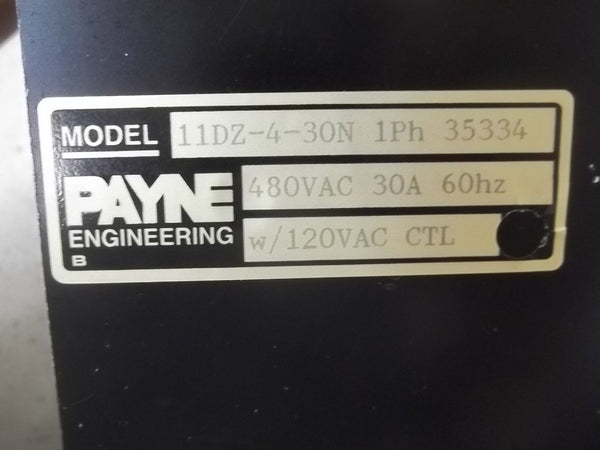 MODEL 11DZ-4-30N 1Ph 35334
PAYNE 480VAC 30A 60hz
ENGINEERING w/120VAC CTL
B